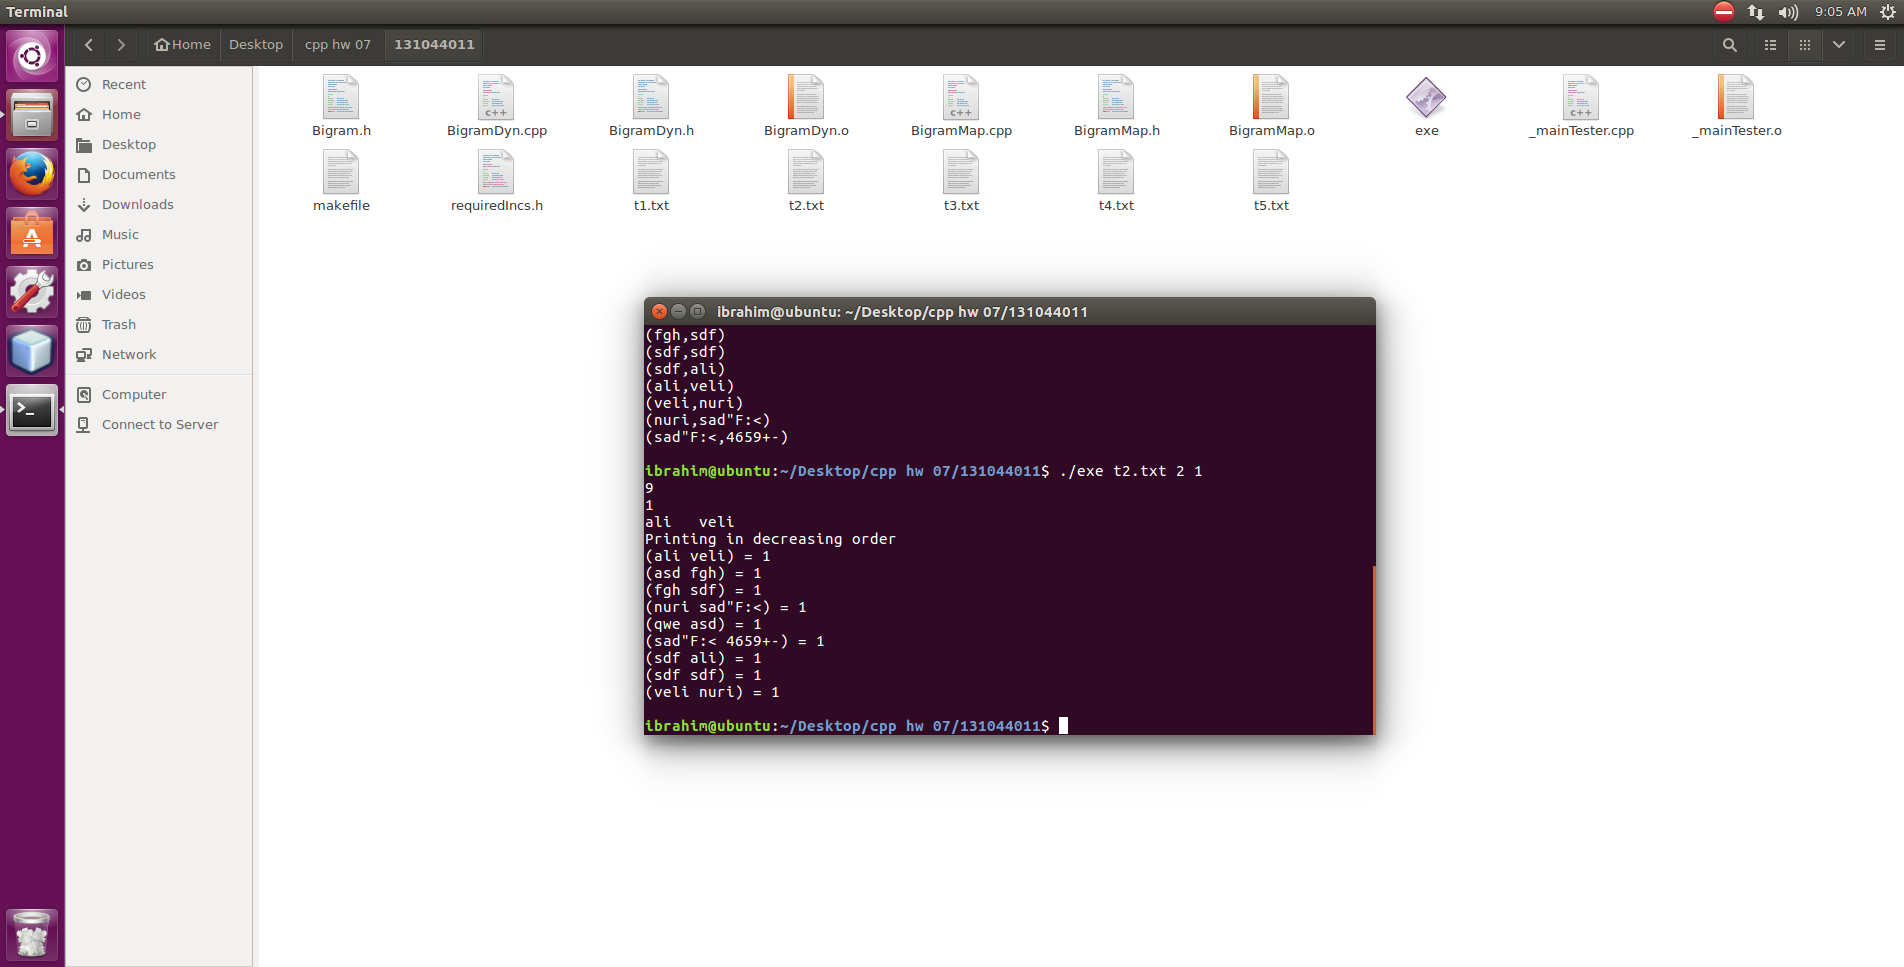 Terminal
9:05 AM
Home Desktop cpp hw 07 131044011
Recent
Home
Desktop
Documents
Downloads
Music
Pictures
Videos
Trash
Network
Computer
Connect to Server
Bigram.h BigramDyn.cpp BigramDyn.h BigramDyn.o BigramMap.cpp BigramMap.h BigramMap.o exe _mainTester.cpp _mainTester.o
makefile requiredIncs.h t1.txt t2.txt t3.txt t4.txt t5.txt
ibrahim@ubuntu: ~/Desktop/cpp hw 07/131044011
(fgh,sdf)
(sdf,sdf)
(sdf,ali)
(ali,veli)
(veli,nuri)
(nuri,sad"F:<)
(sad"F:<,4659+-)
ibrahim@ubuntu:~/Desktop/cpp hw 07/131044011$ ./exe t2.txt 2 1
9
1
ali   veli
Printing in decreasing order
(ali veli) = 1
(asd fgh) = 1
(fgh sdf) = 1
(nuri sad"F:<) = 1
(qwe asd) = 1
(sad"F:< 4659+-) = 1
(sdf ali) = 1
(sdf sdf) = 1
(veli nuri) = 1
ibrahim@ubuntu:~/Desktop/cpp hw 07/131044011$